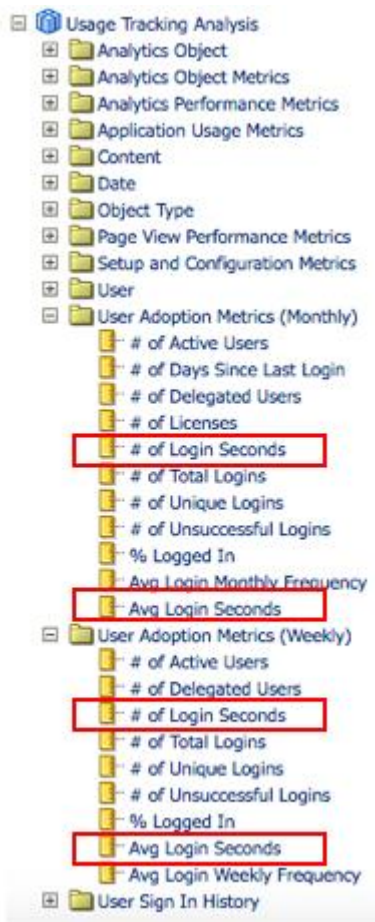 Usage Tracking Analysis
Analytics Object
Analytics Object Metrics
Analytics Performance Metrics
Application Usage Metrics
Content
Date
Object Type
Page View Performance Metrics
Setup and Configuration Metrics
User
User Adoption Metrics (Monthly)
# of Active Users
# of Days Since Last Login
# of Delegated Users
# of Licenses
# of Login Seconds
# of Total Logins
# of Unique Logins
# of Unsuccessful Logins
% Logged In
Avg Login Monthly Frequency
Avg Login Seconds
User Adoption Metrics (Weekly)
# of Active Users
# of Delegated Users
# of Login Seconds
# of Total Logins
# of Unique Logins
# of Unsuccessful Logins
% Logged In
Avg Login Seconds
Avg Login Weekly Frequency
User Sign In History